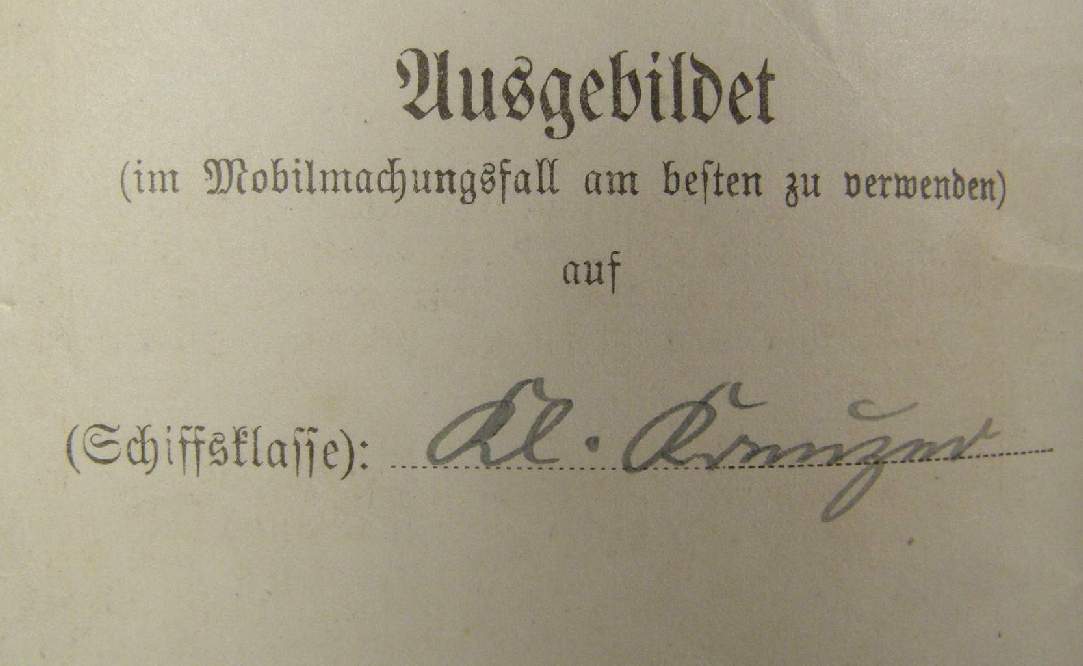 Ausgebildet
(im Mobilmachungsfall am besten zu verwenden)
auf
(Schiffsklasse): Kl. Kreuzer